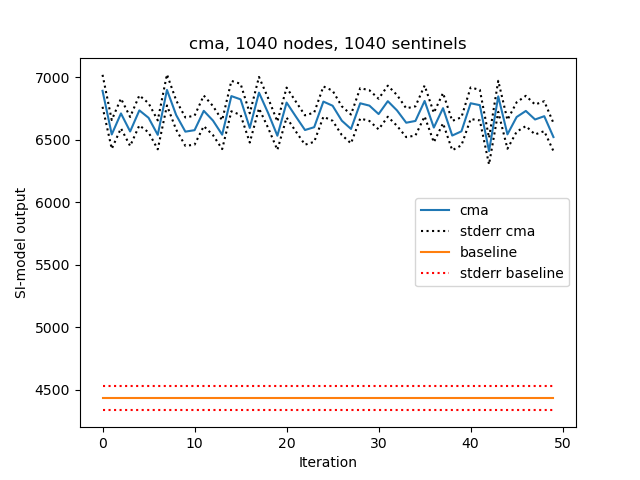 cma, 1040 nodes, 1040 sentinels
7000
6500
6000
5500
5000
4500
SI-model output
cma
stderr cma
baseline
stderr baseline
0
10
20
30
40
50
Iteration